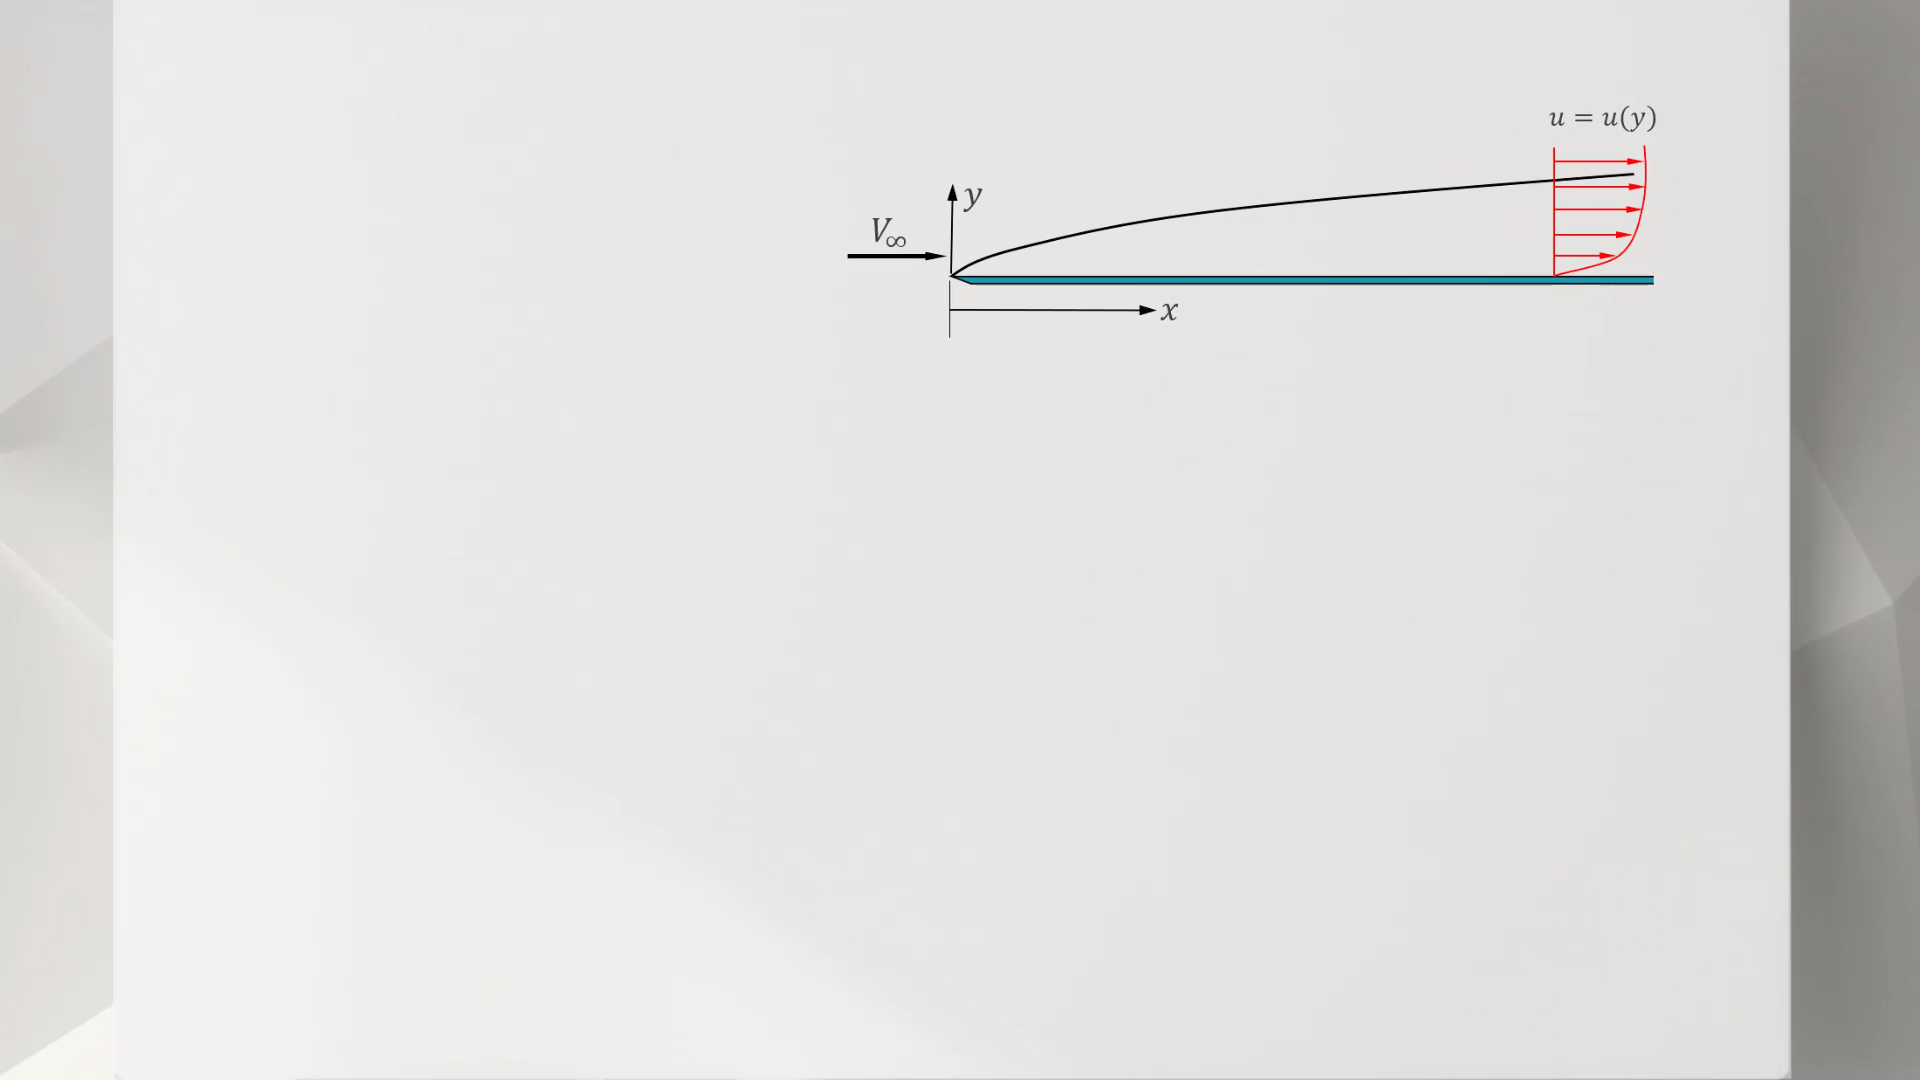 u = u(y)
y
V∞
x